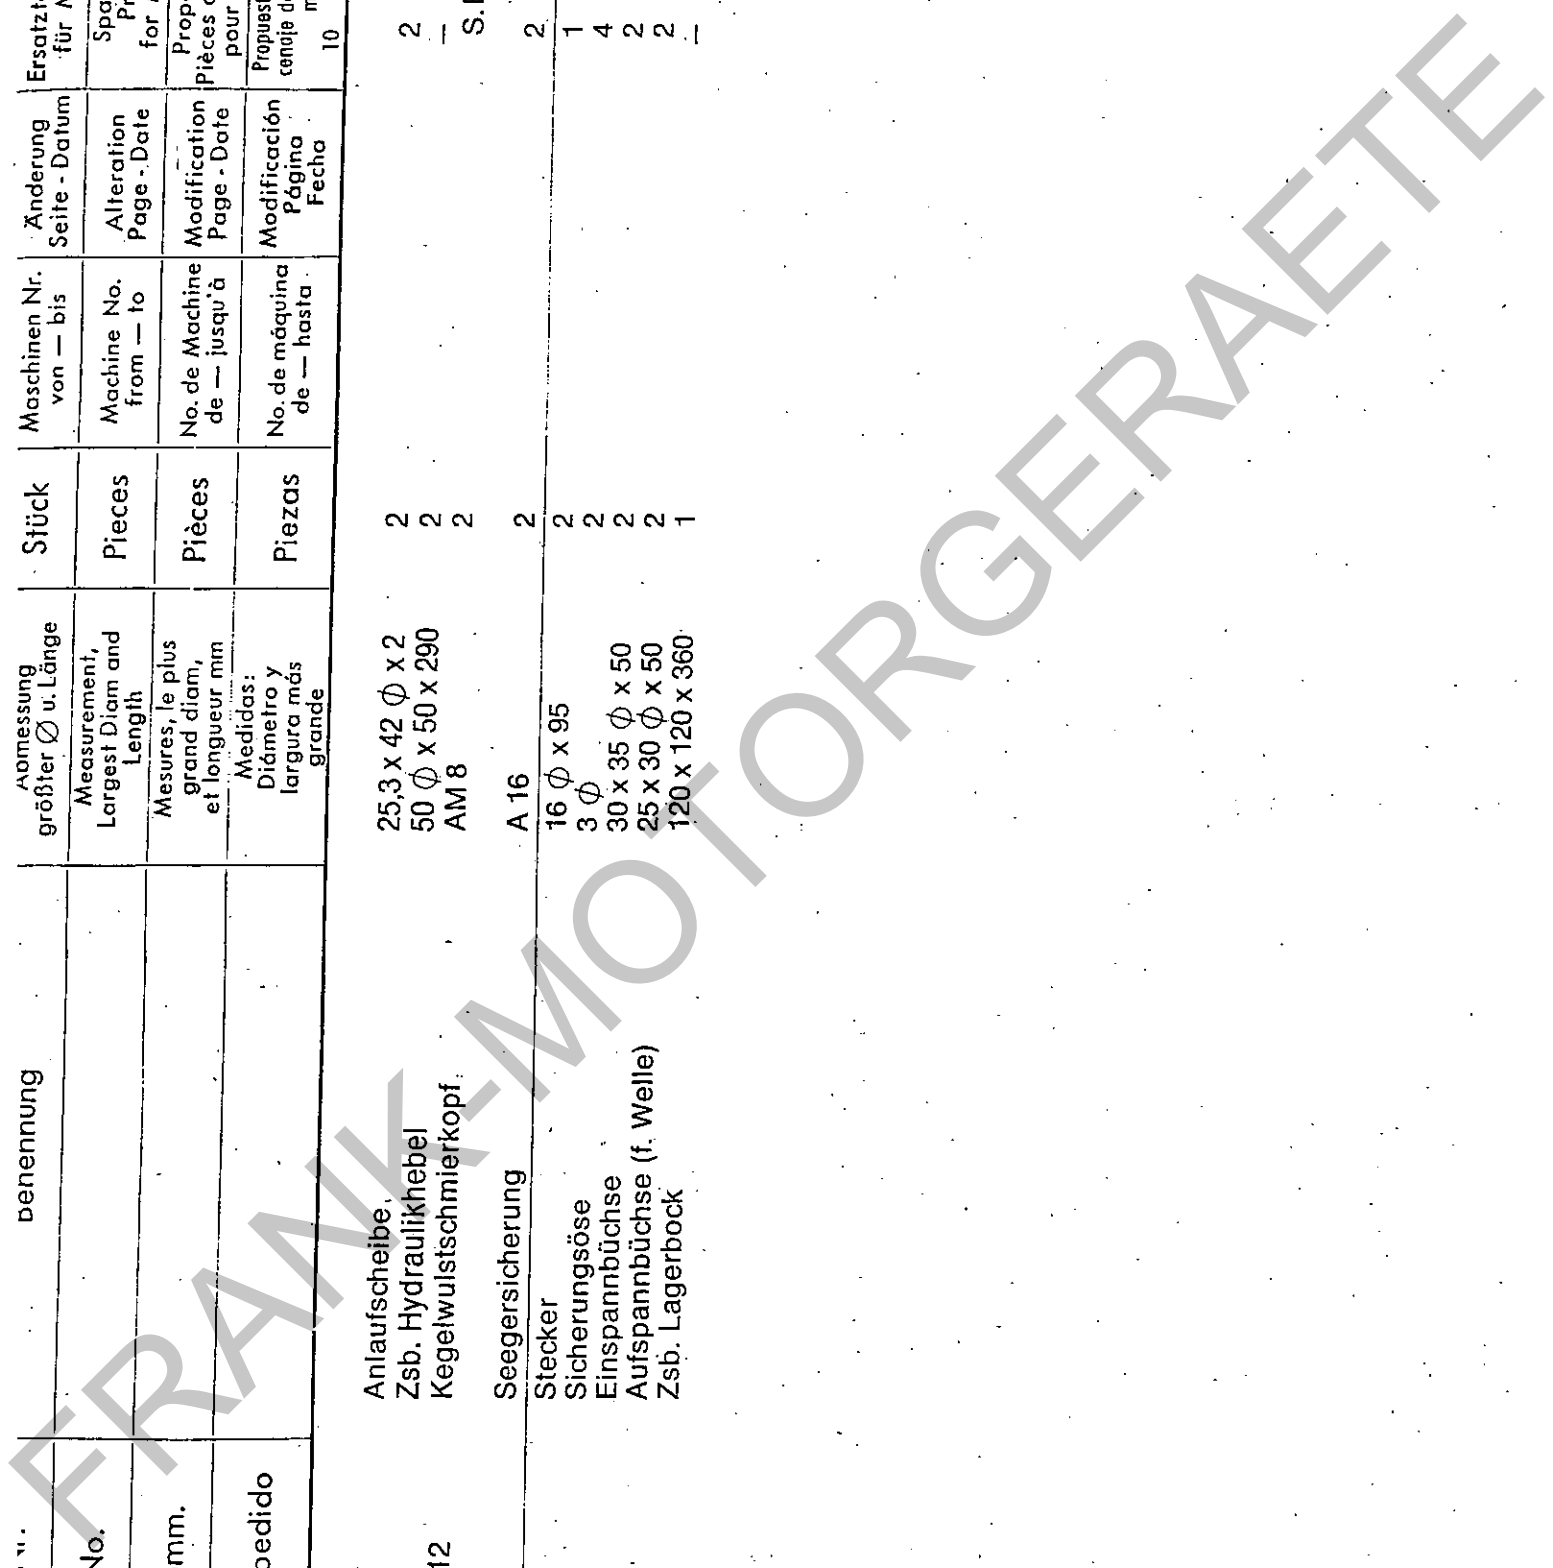 Benennung
Abmessung
größter Ø u. Länge
Stück
Maschinen Nr.
von — bis
Änderung
Seite - Datum
für
No.
Measurement,
Largest Diam and
Length
Pieces
Machine No.
from — to
Alteration
Page - Date
for
mm.
Mesures, le plus
grand diam,
et longueur mm
Pièces
No. de Machine
de — jusqu'à
Modification
Page - Date
Pièces
pour
pedido
Medidas:
Diámetro y
largura más
grande
Piezas
No. de máquina
de — hasta
Modificación
Página
Fecha
10
Anlaufscheibe 25,3 x 42 ϕ x 2 2 2
Zsb. Hydraulikhebel 50 ϕ x 50 x 290 2 —
12 Kegelwulstschmierkopf AM 8 2 S.
Seegersicherung A 16 2 2
Stecker 16 ϕ x 95 2 1
Sicherungsöse 3 ϕ 2 4
Einspannbüchse 30 x 35 ϕ x 50 2 2
Aufspannbüchse (f. Welle) 25 x 30 ϕ x 50 2 2
Zsb. Lagerbock 120 x 120 x 360 1 —
FRANK-MOTORGERAETE